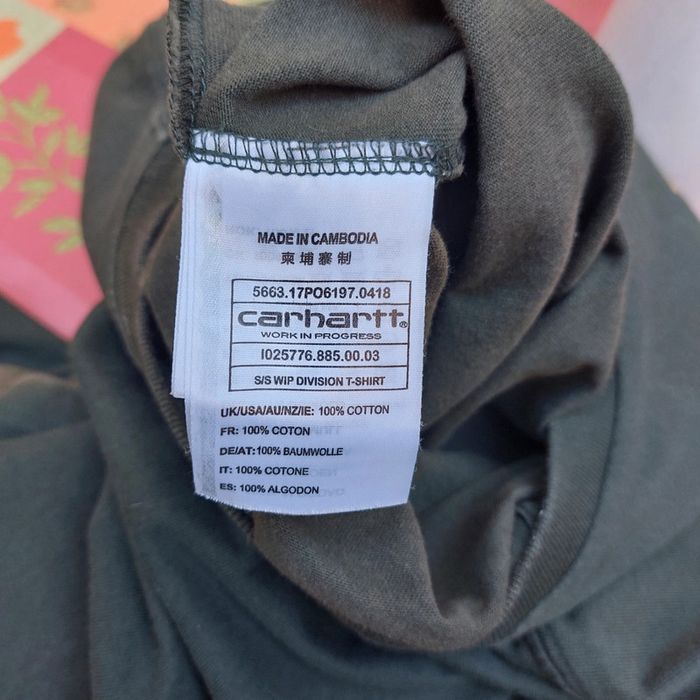 MADE IN CAMBODIA
柬埔寨制
5663.17PO6197.0418
carhartt®
WORK IN PROGRESS
I025776.885.00.03
S/S WIP DIVISION T-SHIRT
UK/USA/AU/NZ/IE: 100% COTTON
FR: 100% COTON
DE/AT: 100% BAUMWOLLE
IT: 100% COTONE
ES: 100% ALGODON